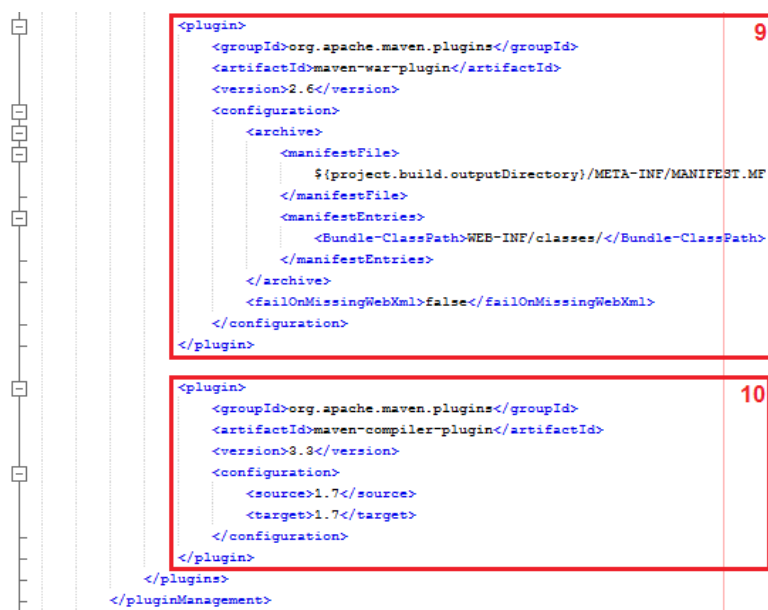 <plugin>
9
<groupId>org.apache.maven.plugins</groupId>
<artifactId>maven-war-plugin</artifactId>
<version>2.6</version>
<configuration>
<archive>
<manifestFile>
${project.build.outputDirectory}/META-INF/MANIFEST.MF
</manifestFile>
<manifestEntries>
<Bundle-ClassPath>WEB-INF/classes/</Bundle-ClassPath>
</manifestEntries>
</archive>
<failOnMissingWebXml>false</failOnMissingWebXml>
</configuration>
</plugin>
<plugin>
10
<groupId>org.apache.maven.plugins</groupId>
<artifactId>maven-compiler-plugin</artifactId>
<version>3.3</version>
<configuration>
<source>1.7</source>
<target>1.7</target>
</configuration>
</plugin>
</plugins>
</pluginManagement>